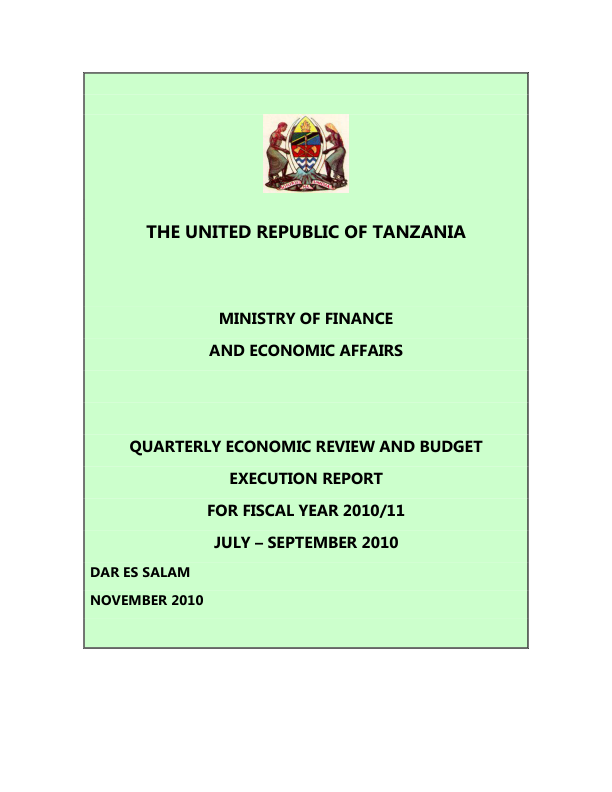 THE UNITED REPUBLIC OF TANZANIA
MINISTRY OF FINANCE
AND ECONOMIC AFFAIRS
QUARTERLY ECONOMIC REVIEW AND BUDGET
EXECUTION REPORT
FOR FISCAL YEAR 2010/11
JULY – SEPTEMBER 2010
DAR ES SALAM
NOVEMBER 2010